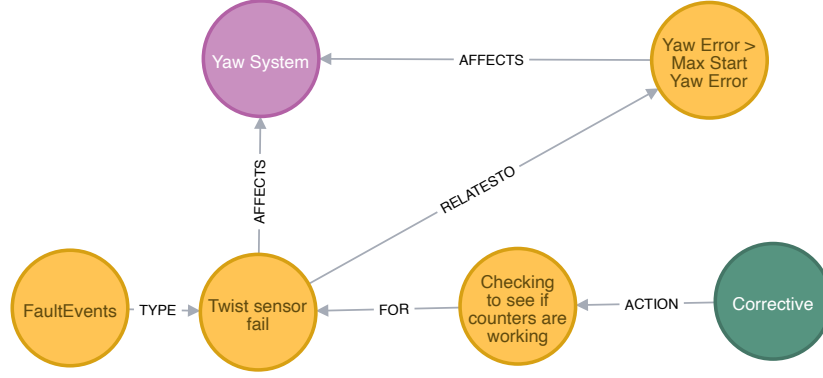 Yaw System
AFFECTS
Yaw Error >
Max Start
Yaw Error
AFFECTS
RELATESTO
FaultEvents
TYPE
Twist sensor
fail
FOR
Checking
to see if
counters are
working
ACTION
Corrective